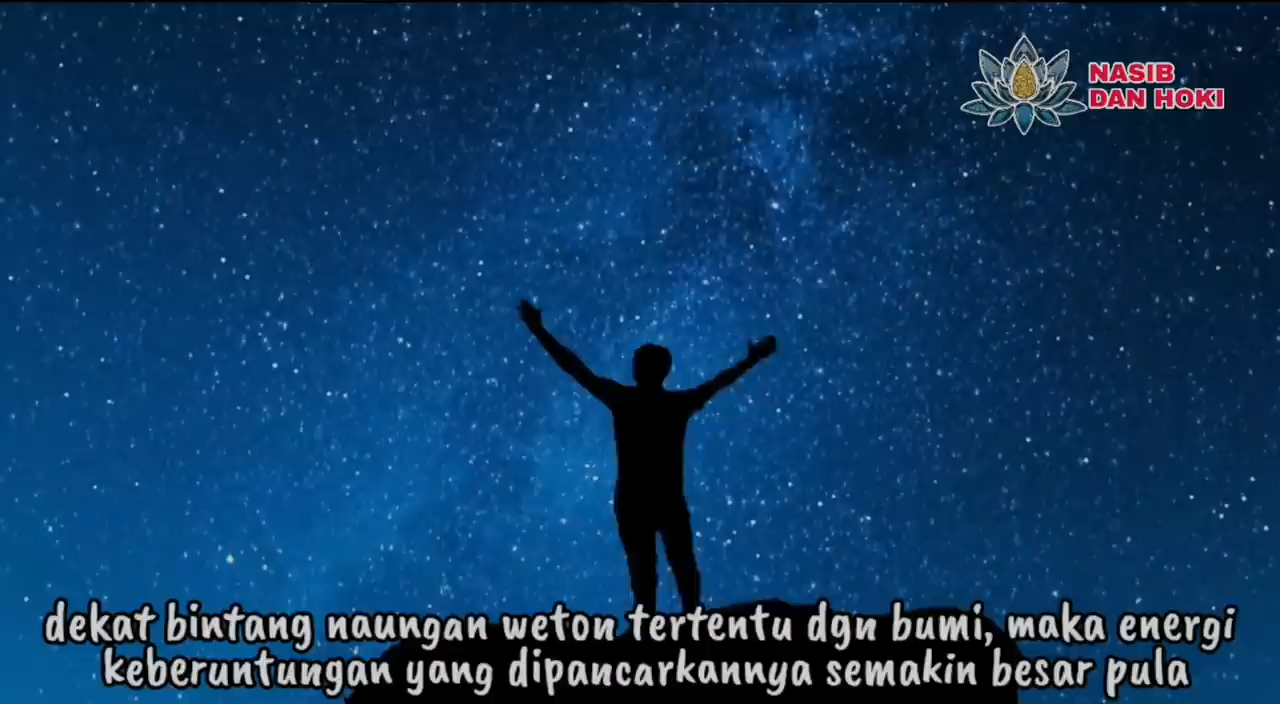 NASIB
DAN HOKI
dekat bintang naungan weton tertentu dgn bumi, maka energi
keberuntungan yang dipancarkannya semakin besar pula